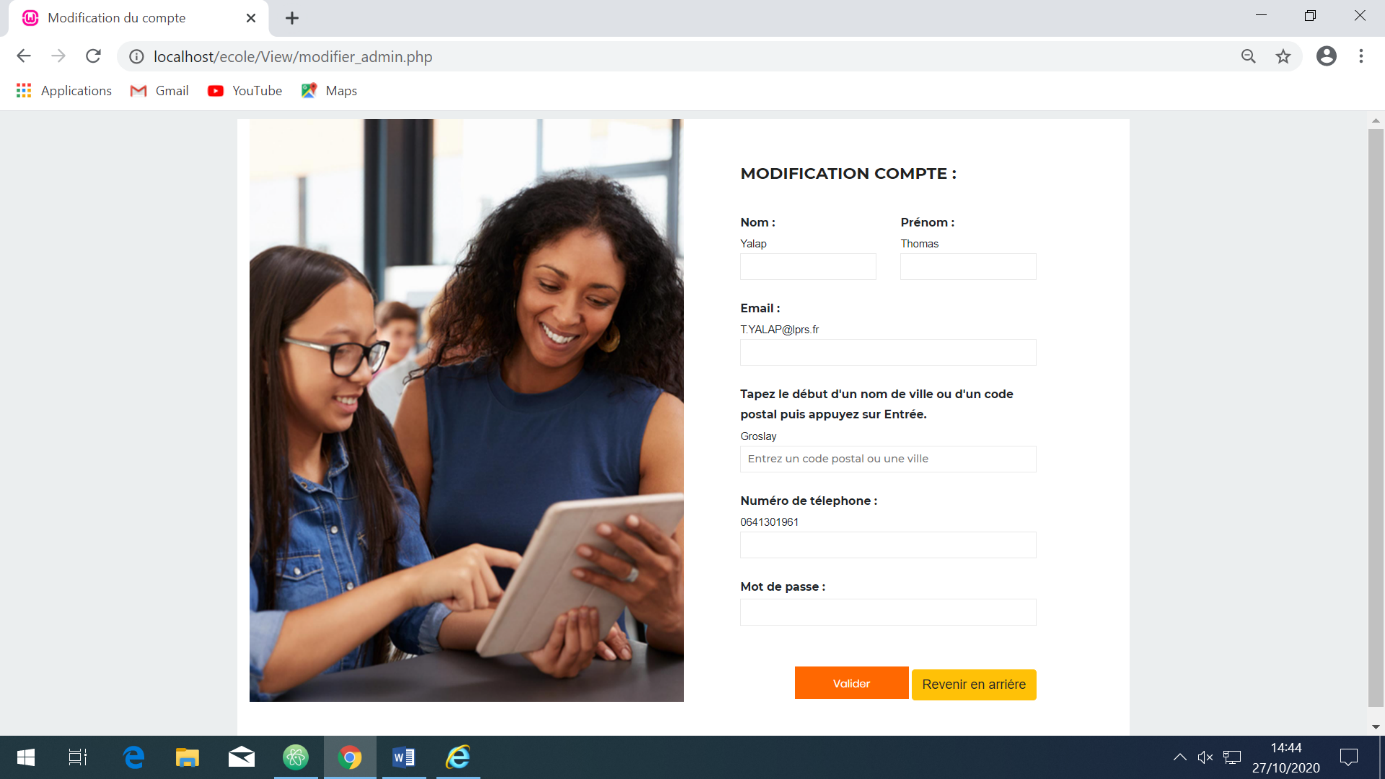 Modification du compte
localhost/ecole/View/modifier_admin.php
Applications Gmail YouTube Maps
MODIFICATION COMPTE :
Nom : Prénom :
Yalap Thomas
Email :
T.YALAP@lprs.fr
Tapez le début d'un nom de ville ou d'un code
postal puis appuyez sur Entrée.
Groslay
Entrez un code postal ou une ville
Numéro de télephone :
0641301961
Mot de passe :
Valider Revenir en arrière
14:44
27/10/2020